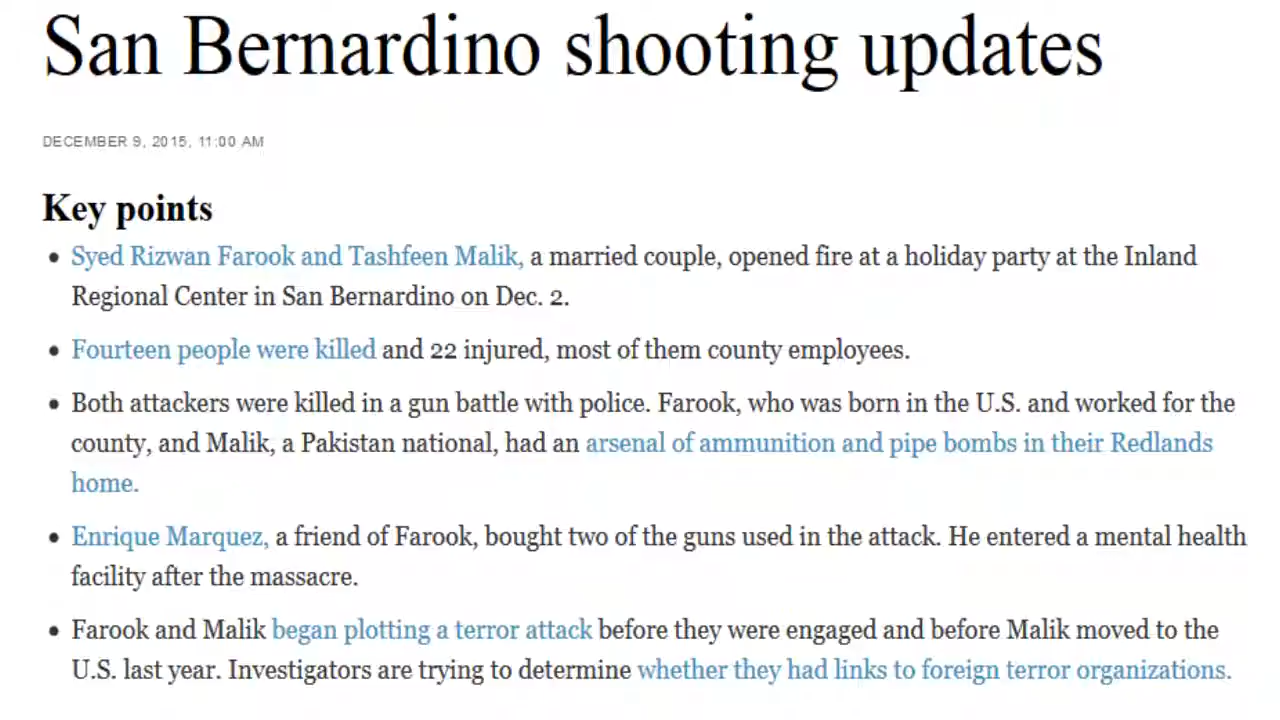 San Bernardino shooting updates
DECEMBER 9, 2015, 11:00 AM
Key points
• Syed Rizwan Farook and Tashfeen Malik, a married couple, opened fire at a holiday party at the Inland
Regional Center in San Bernardino on Dec. 2.
• Fourteen people were killed and 22 injured, most of them county employees.
• Both attackers were killed in a gun battle with police. Farook, who was born in the U.S. and worked for the
county, and Malik, a Pakistan national, had an arsenal of ammunition and pipe bombs in their Redlands
home.
• Enrique Marquez, a friend of Farook, bought two of the guns used in the attack. He entered a mental health
facility after the massacre.
• Farook and Malik began plotting a terror attack before they were engaged and before Malik moved to the
U.S. last year. Investigators are trying to determine whether they had links to foreign terror organizations.